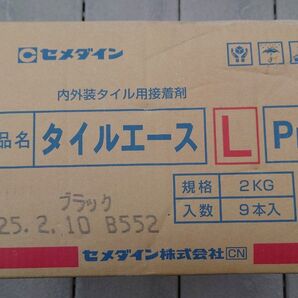 セメダイン
内外装タイル用接着剤
品名 タイルエース L P
規格 2KG
ブラック
入数 9本入
25.2.10 B552
セメダイン株式会社 CN